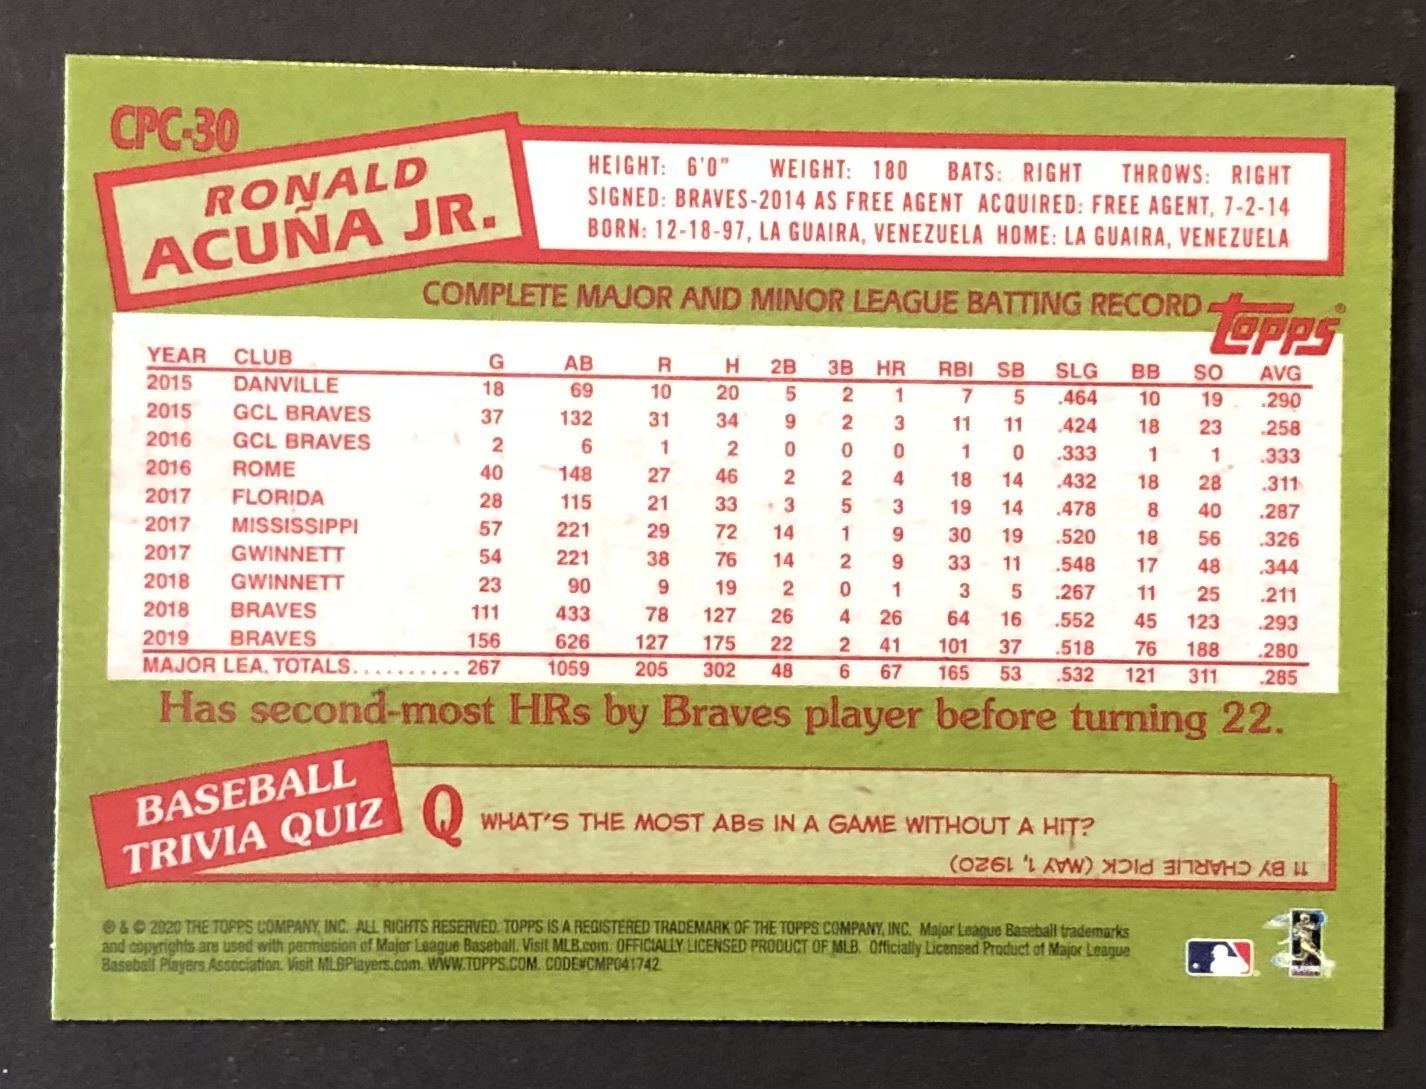 CPC-30
RONALD
ACUÑA JR.
HEIGHT: 6'0" WEIGHT: 180 BATS: RIGHT THROWS: RIGHT
SIGNED: BRAVES-2014 AS FREE AGENT ACQUIRED: FREE AGENT, 7-2-14
BORN: 12-18-97, LA GUAIRA, VENEZUELA HOME: LA GUAIRA, VENEZUELA
COMPLETE MAJOR AND MINOR LEAGUE BATTING RECORD
Topps®
YEAR CLUB G AB R H 2B 3B HR RBI SB SLG BB SO AVG
2015 DANVILLE 18 69 10 20 5 2 1 7 5 .464 10 19 .290
2015 GCL BRAVES 37 132 31 34 9 2 3 11 11 .424 18 23 .258
2016 GCL BRAVES 2 6 1 2 0 0 0 1 0 .333 1 1 .333
2016 ROME 40 148 27 46 2 2 4 18 14 .432 18 28 .311
2017 FLORIDA 28 115 21 33 3 5 3 19 14 .478 8 40 .287
2017 MISSISSIPPI 57 221 29 72 14 1 9 30 19 .520 18 56 .326
2017 GWINNETT 54 221 38 76 14 2 9 33 11 .548 17 48 .344
2018 GWINNETT 23 90 9 19 2 0 1 3 5 .267 11 25 .211
2018 BRAVES 111 433 78 127 26 4 26 64 16 .552 45 123 .293
2019 BRAVES 156 626 127 175 22 2 41 101 37 .518 76 188 .280
MAJOR LEA. TOTALS.......... 267 1059 205 302 48 6 67 165 53 .532 121 311 .285
Has second-most HRs by Braves player before turning 22.
BASEBALL
TRIVIA QUIZ
Q WHAT'S THE MOST ABs IN A GAME WITHOUT A HIT?
11 BY CHARLIE PICK (MAY 1, 1920)
® & © 2020 THE TOPPS COMPANY, INC. ALL RIGHTS RESERVED. TOPPS IS A REGISTERED TRADEMARK OF THE TOPPS COMPANY, INC. Major League Baseball trademarks
and copyrights are used with permission of Major League Baseball. Visit MLB.com. OFFICIALLY LICENSED PRODUCT OF MLB. Officially Licensed Product of Major League
Baseball Players Association. Visit MLBPlayers.com. WWW.TOPPS.COM. CODE#CMP041742